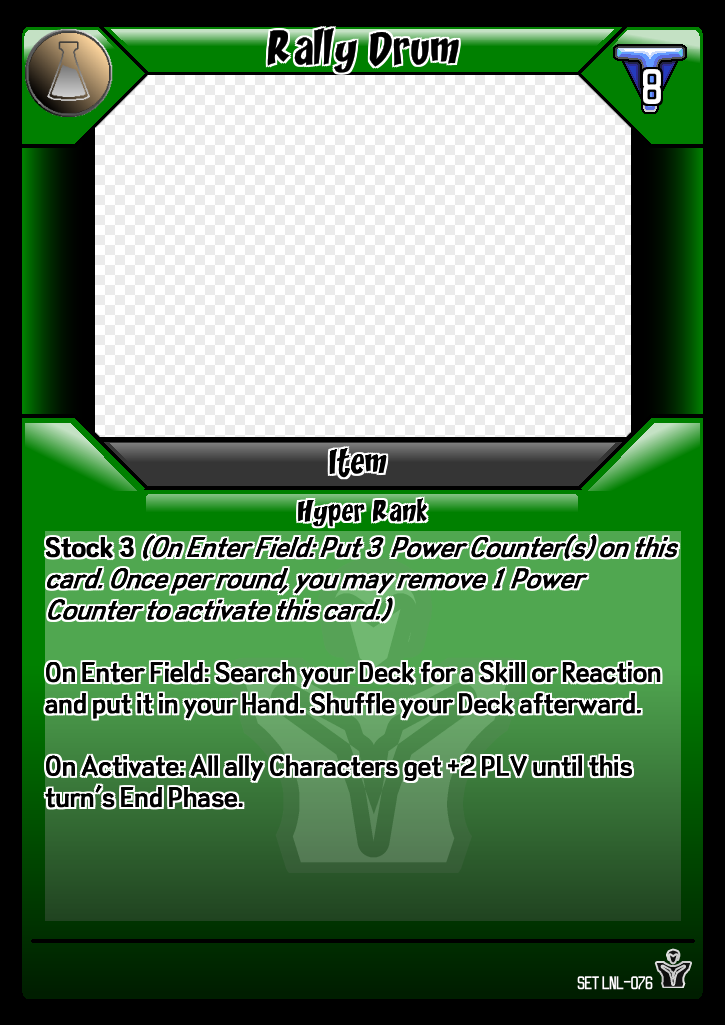 Rally Drum
8
Item
Hyper Rank
Stock 3 (On Enter Field: Put 3 Power Counter(s) on this
card. Once per round, you may remove 1 Power
Counter to activate this card.)
On Enter Field: Search your Deck for a Skill or Reaction
and put it in your Hand. Shuffle your Deck afterward.
On Activate: All ally Characters get +2 PLV until this
turn's End Phase.
SET LNL-076